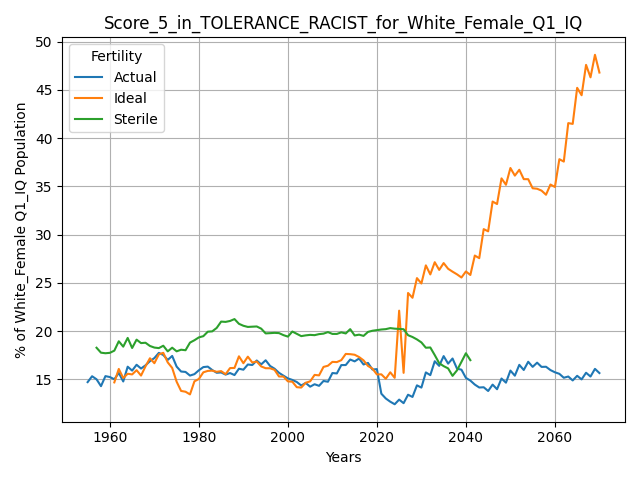 Score_5_in_TOLERANCE_RACIST_for_White_Female_Q1_IQ
% of White_Female Q1_IQ Population
50
45
40
35
30
25
20
15
Fertility
Actual
Ideal
Sterile
1960
1980
2000
2020
2040
2060
Years